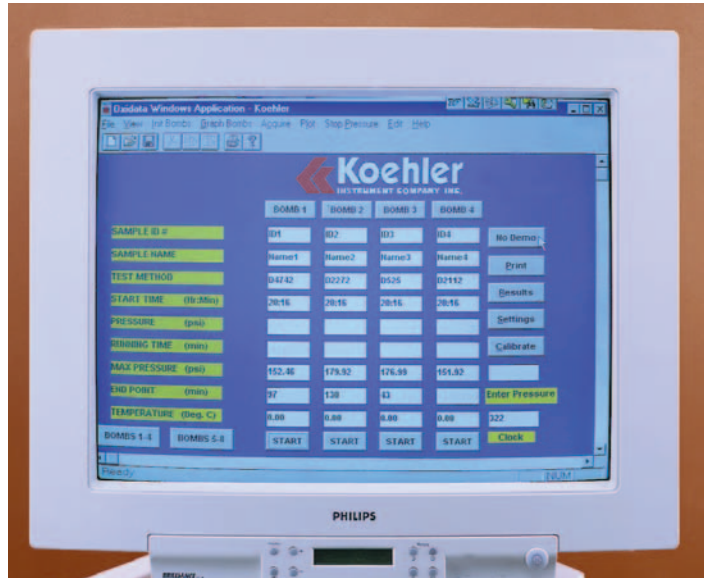 Oxidata Windows Application - Koehler
File View Init Bombs Graph Bombs Acquire Plot Stop Pressure Edit Help
Koehler
INSTRUMENT COMPANY INC.
BOMB 1 BOMB 2 BOMB 3 BOMB 4
SAMPLE ID # ID1 ID2 ID3 ID4 No Demo
SAMPLE NAME Name1 Name2 Name3 Name4 Print
TEST METHOD D4742 D2272 D525 D2112 Results
START TIME (Hr:Min) 20:16 20:16 20:16 20:16
PRESSURE (psi) Settings
RUNNING TIME (min) Calibrate
MAX PRESSURE (psi) 152.46 179.92 176.99 151.92
END POINT (min) 97 138 43 Enter Pressure
TEMPERATURE (Deg. C) 0.00 0.00 0.00 0.00 322
BOMBS 1-4 BOMBS 5-8 START START START START Clock
Ready NUM
PHILIPS